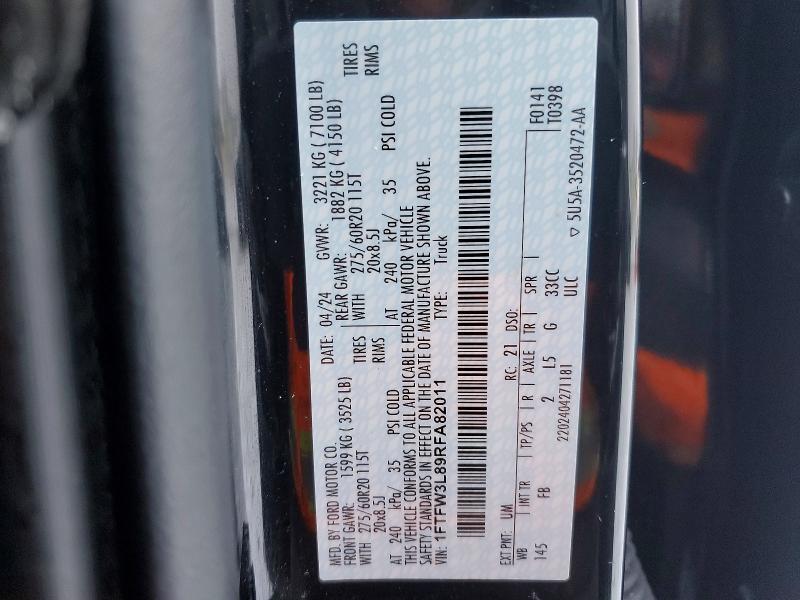 MFD. BY FORD MOTOR CO.
DATE: 04/24 GVWR: 3221 KG ( 7100 LB)
FRONT GAWR: 1599 KG ( 3525 LB) REAR GAWR: 1882 KG ( 4150 LB)
WITH 275/60R20 115T TIRES WITH 275/60R20 115T TIRES
20x8.5J RIMS 20x8.5J RIMS
AT 240 kPa/ 35 PSI COLD AT 240 kPa/ 35 PSI COLD
THIS VEHICLE CONFORMS TO ALL APPLICABLE FEDERAL MOTOR VEHICLE
SAFETY STANDARDS IN EFFECT ON THE DATE OF MANUFACTURE SHOWN ABOVE.
VIN: 1FTFW3L89RFA82011 TYPE: Truck
EXT PNT: UM RC: 21 DSO: F0141
WB INT TR TP/PS R AXLE TR SPR T0398
145 FB 2 L5 G 33CC
ULC
2202404271181 ▽ 5U5A-3520472-AA